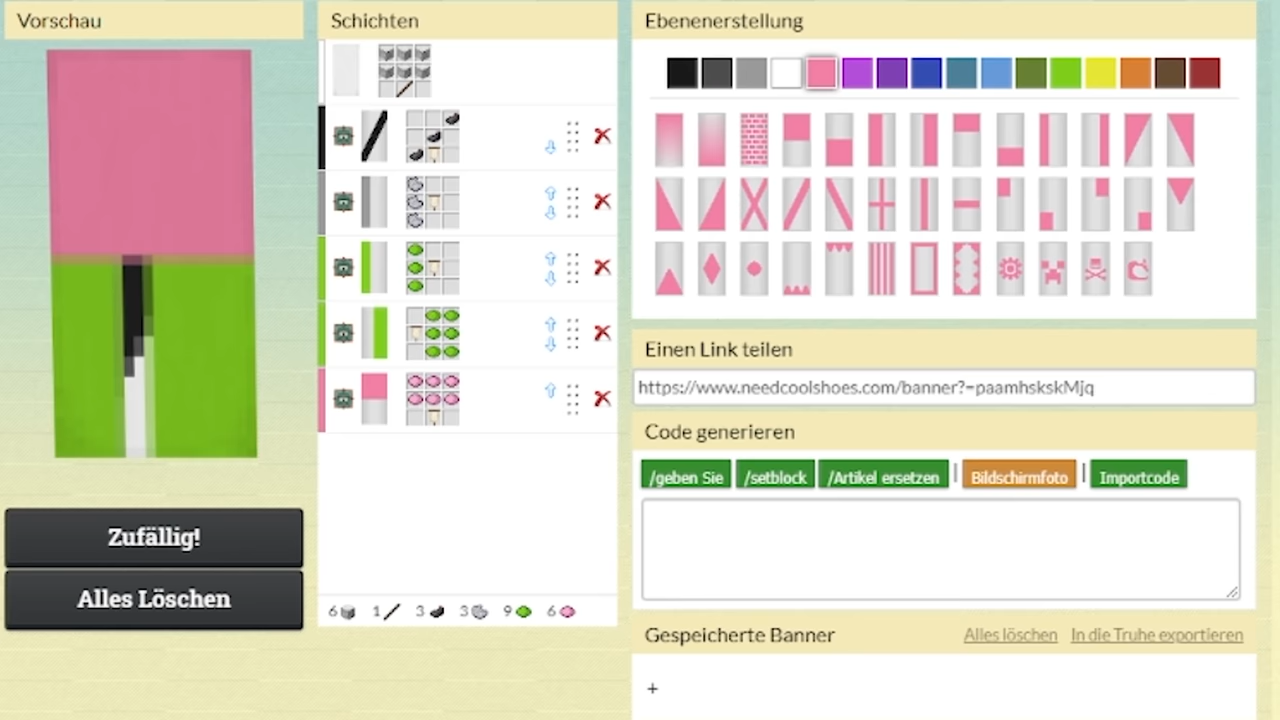 Vorschau
Zufällig!
Alles Löschen
Schichten
6 1 3 3 9 6
Ebenenerstellung
Einen Link teilen
https://www.needcoolshoes.com/banner?=paamhskskMjq
Code generieren
/geben Sie /setblock /Artikel ersetzen | Bildschirmfoto | Importcode
Gespeicherte Banner Alles löschen In die Truhe exportieren
+